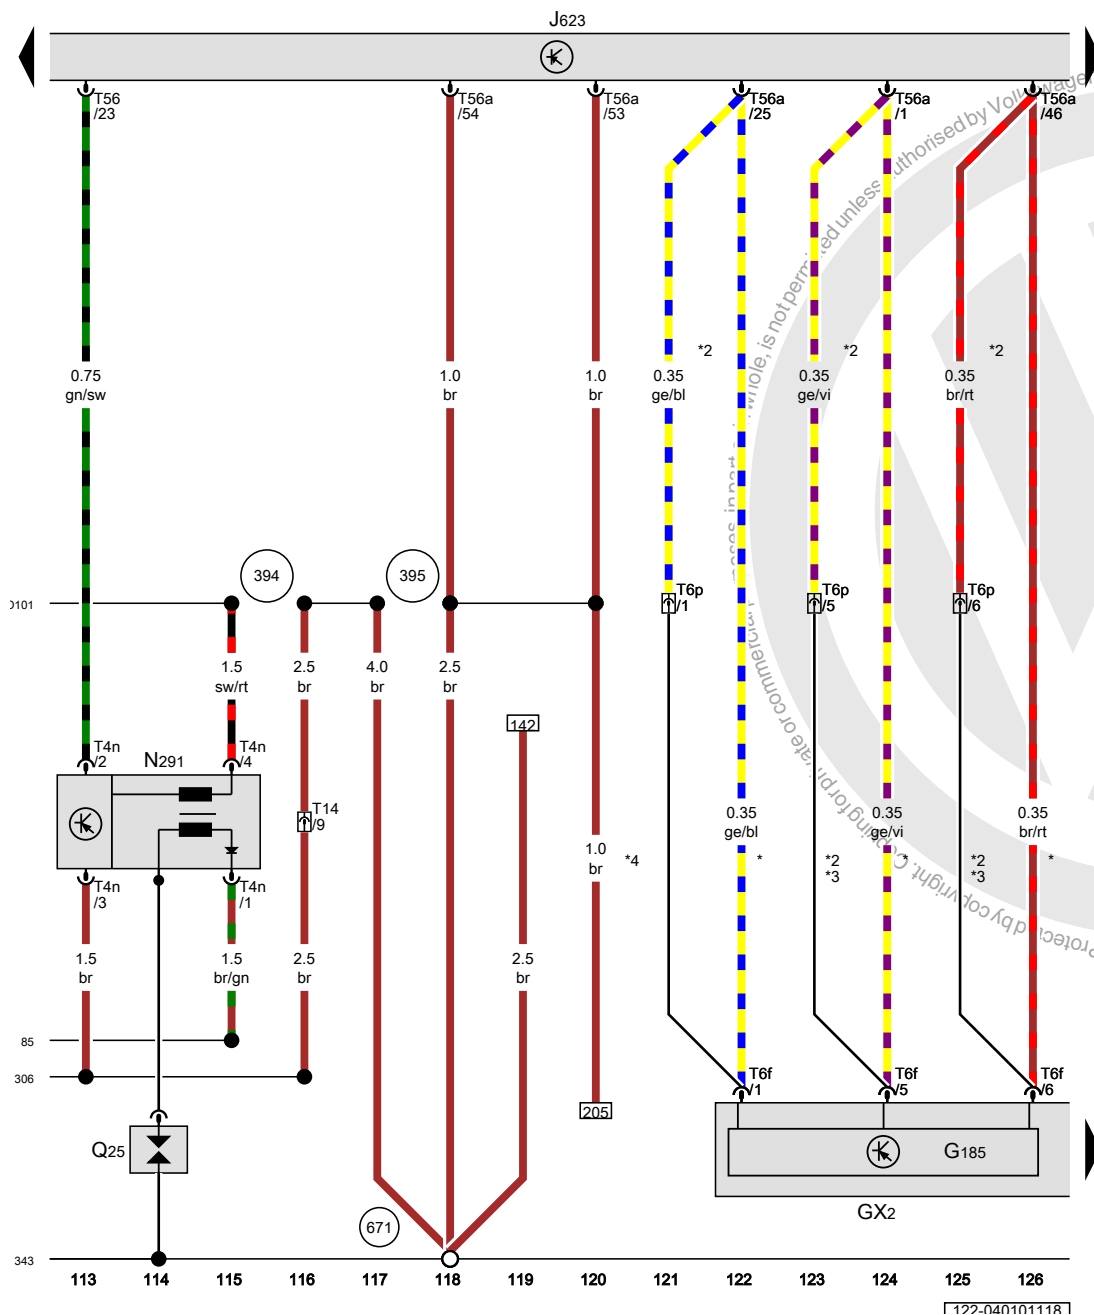 J623
T56
/23
T56a
/54
T56a
/53
T56a
/25
T56a
/1
T56a
/46
*2
*2
*2
0.75
gn/sw
1.0
br
1.0
br
0.35
ge/bl
0.35
ge/vi
0.35
br/rt
394
395
T6p
/1
T6p
/5
T6p
/6
1.5
sw/rt
2.5
br
4.0
br
2.5
br
142
T4n
/2
N291
T4n
/4
T14
/9
0.35
ge/bl
0.35
ge/vi
0.35
br/rt
1.0
br
*4
*
*2
*3
*
*2
*3
*
T4n
/3
T4n
/1
1.5
br
1.5
br/gn
2.5
br
2.5
br
85
306
T6f
/1
T6f
/5
T6f
/6
205
Q25
G185
GX2
671
343
113 114 115 116 117 118 119 120 121 122 123 124 125 126
122-040101118